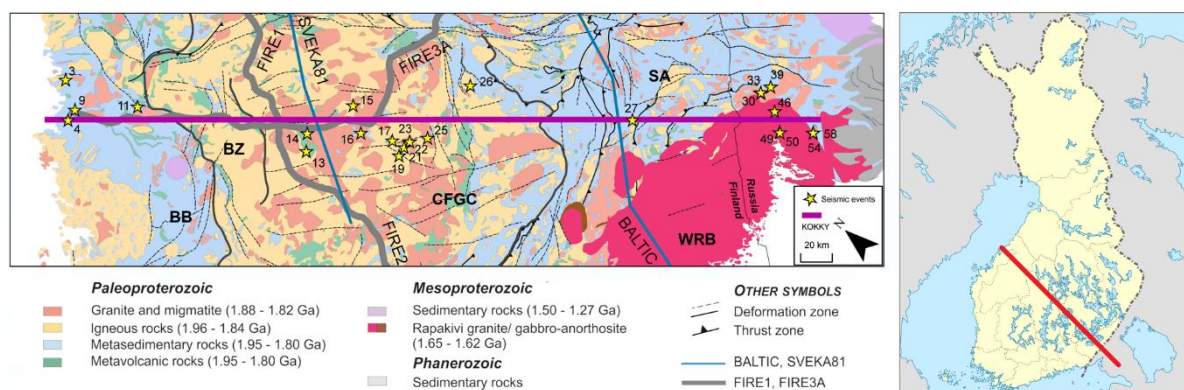 FIRE1
SVEKA81
FIRE3A
SA
3
9
4
11
26
15
27
33
39
30
46
14
16
17
23
25
22
21
19
13
49
50
58
54
BZ
BB
CFGC
FIRE2
BALTIC
WRB
Russia
Finland
Seismic events
KOKKY
20 km
N
Paleoproterozoic
Granite and migmatite (1.88 - 1.82 Ga)
Igneous rocks (1.96 - 1.84 Ga)
Metasedimentary rocks (1.95 - 1.80 Ga)
Metavolcanic rocks (1.95 - 1.80 Ga)
Mesoproterozoic
Sedimentary rocks (1.50 - 1.27 Ga)
Rapakivi granite/ gabbro-anorthosite
(1.65 - 1.62 Ga)
Phanerozoic
Sedimentary rocks
OTHER SYMBOLS
Deformation zone
Thrust zone
BALTIC, SVEKA81
FIRE1, FIRE3A